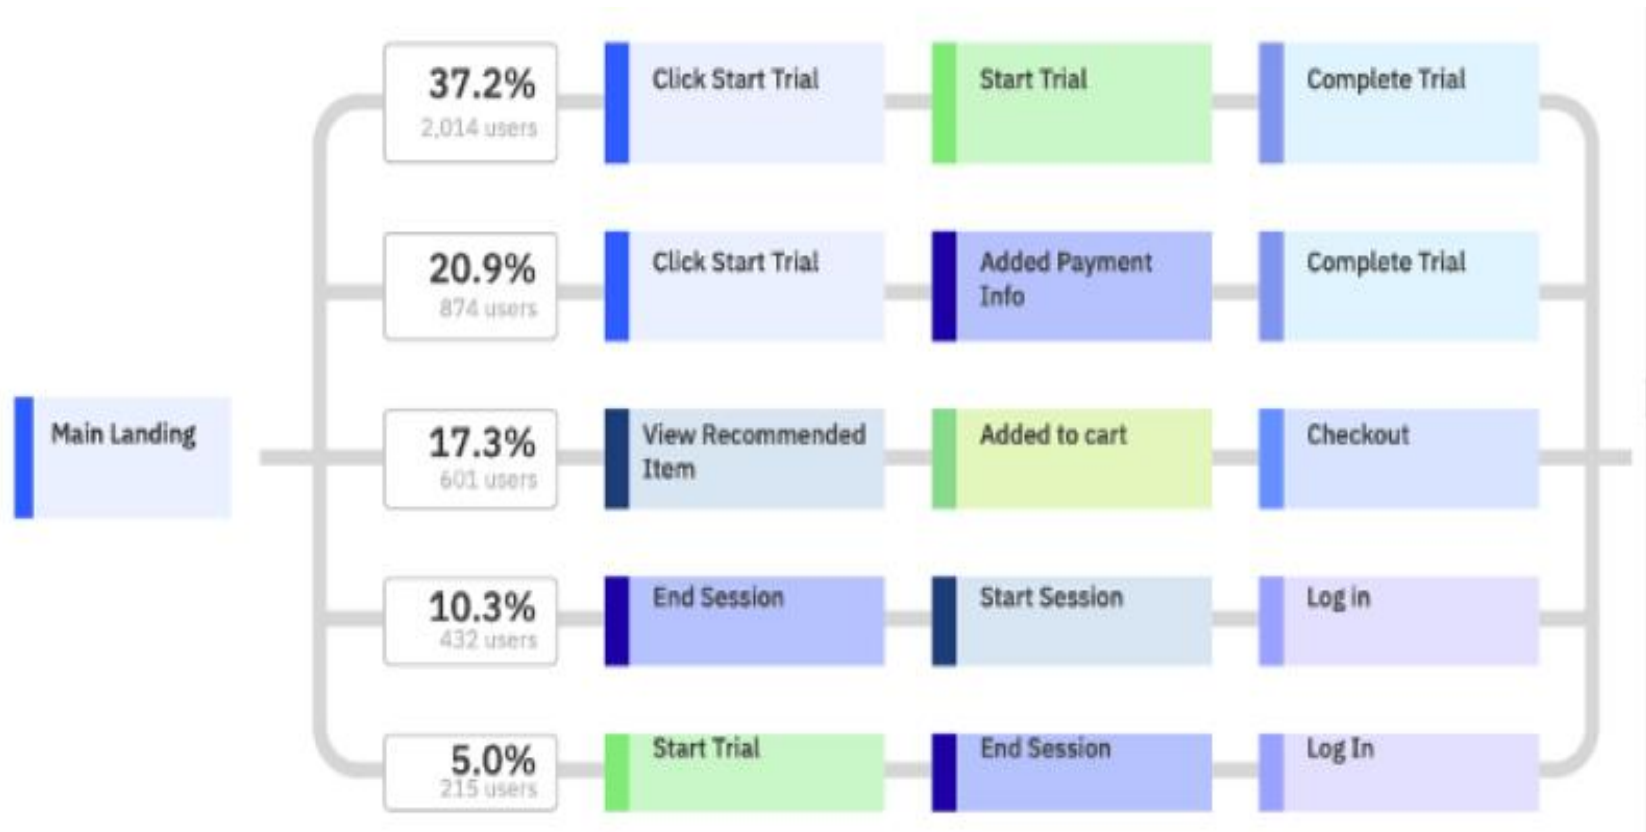 Main Landing
37.2%
2,014 users
Click Start Trial
Start Trial
Complete Trial
20.9%
874 users
Click Start Trial
Added Payment
Info
Complete Trial
17.3%
601 users
View Recommended
Item
Added to cart
Checkout
10.3%
432 users
End Session
Start Session
Log in
5.0%
215 users
Start Trial
End Session
Log In